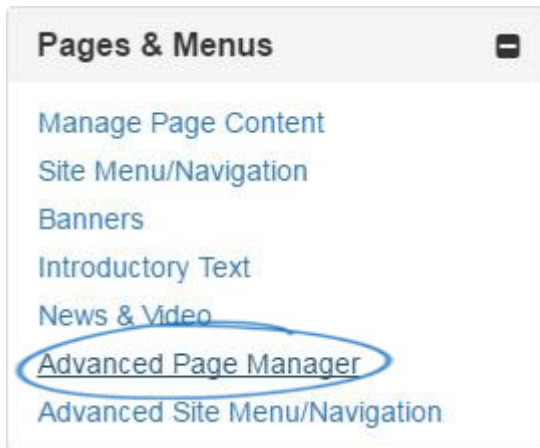 Pages & Menus
Manage Page Content
Site Menu/Navigation
Banners
Introductory Text
News & Video
Advanced Page Manager
Advanced Site Menu/Navigation